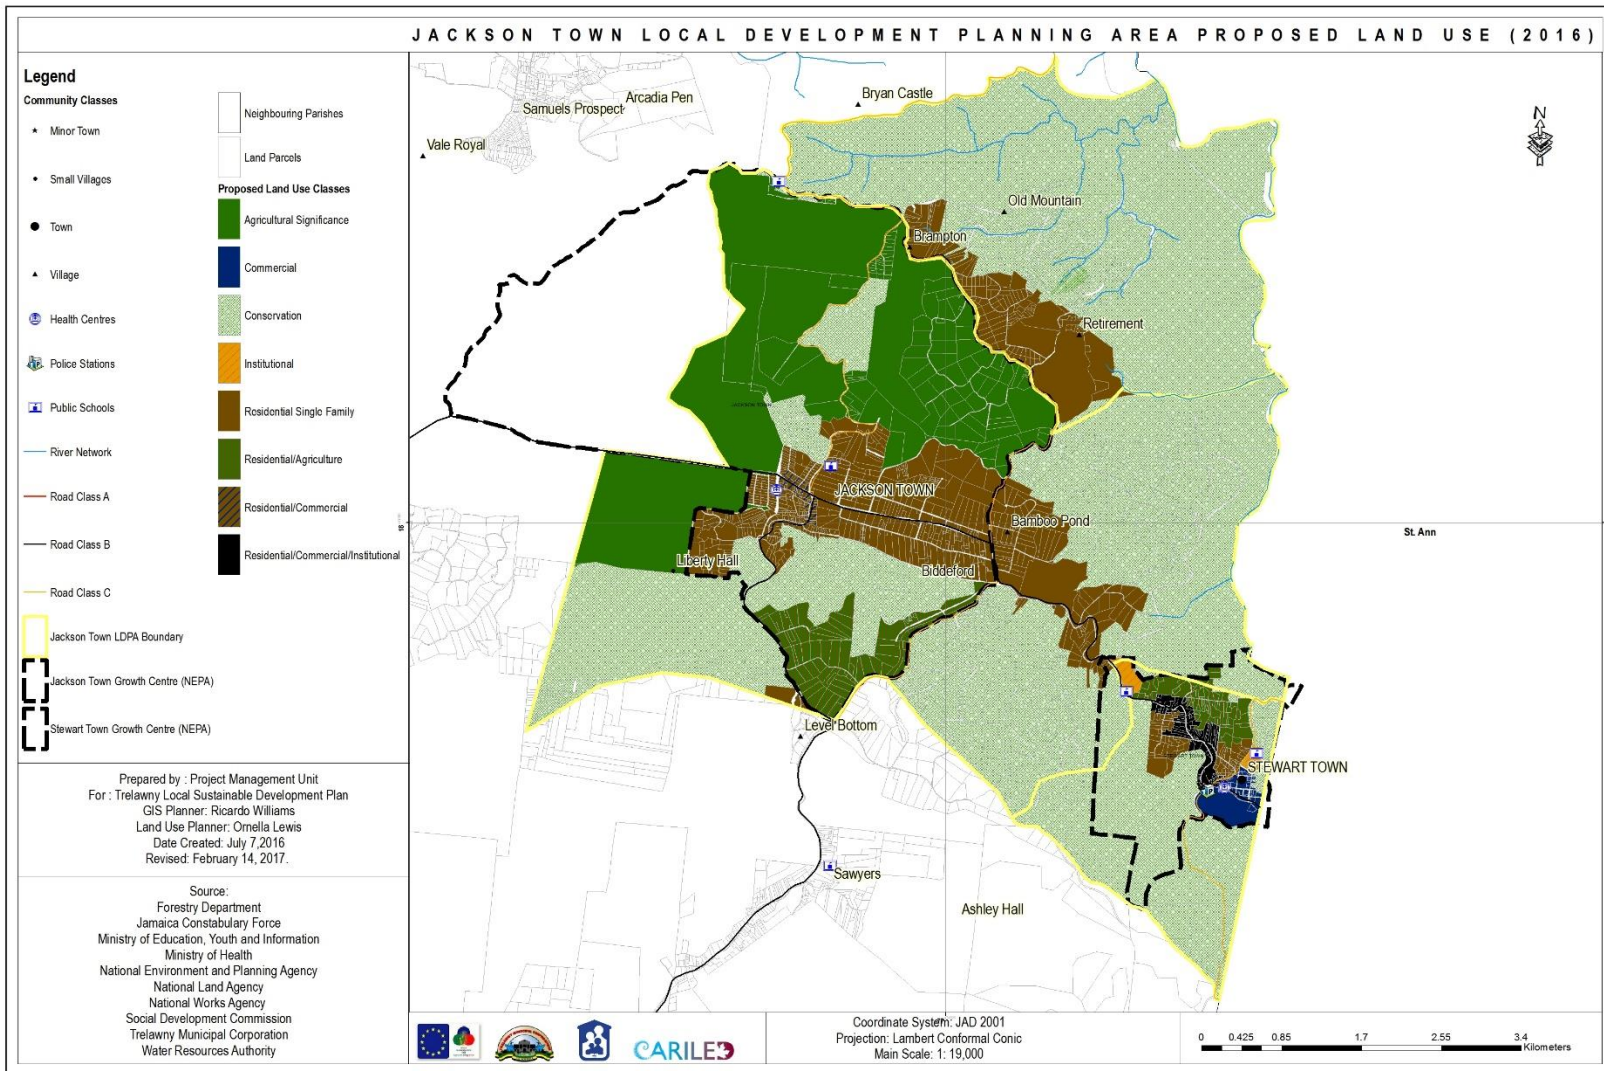 JACKSON TOWN LOCAL DEVELOPMENT PLANNING AREA PROPOSED LAND USE (2016)
Legend
Community Classes
Minor Town
Small Villages
Town
Village
Health Centres
Police Stations
Public Schools
River Network
Road Class A
Road Class B
Road Class C
Jackson Town LDPA Boundary
Jackson Town Growth Centre (NEPA)
Stewart Town Growth Centre (NEPA)
Neighbouring Parishes
Land Parcels
Proposed Land Use Classes
Agricultural Significance
Commercial
Conservation
Institutional
Residential Single Family
Residential/Agriculture
Residential/Commercial
Residential/Commercial/Institutional
Prepared by : Project Management Unit
For : Trelawny Local Sustainable Development Plan
GIS Planner: Ricardo Williams
Land Use Planner: Ornella Lewis
Date Created: July 7,2016
Revised: February 14, 2017.
Source:
Forestry Department
Jamaica Constabulary Force
Ministry of Education, Youth and Information
Ministry of Health
National Environment and Planning Agency
National Land Agency
National Works Agency
Social Development Commission
Trelawny Municipal Corporation
Water Resources Authority
Bryan Castle
Arcadia Pen
Samuels Prospect
Vale Royal
N
Old Mountain
Brampton
Retirement
JACKSON TOWN
JACKSON TOWN
Bamboo Pond
St. Ann
Liberty Hall
Biddeford
Level Bottom
STEWART TOWN
Sawyers
Ashley Hall
CARILED
Coordinate System: JAD 2001
Projection: Lambert Conformal Conic
Main Scale: 1: 19,000
0 0.425 0.85 1.7 2.55 3.4
Kilometers